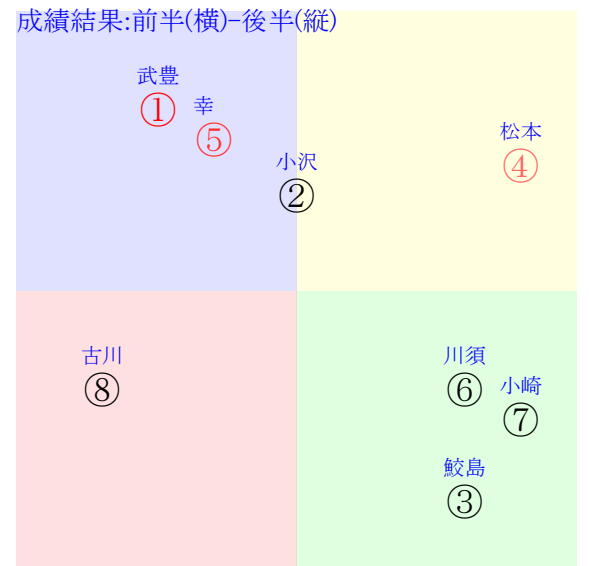 成績結果:前半(横)-後半(縦)
武豊
①
幸
⑤
松本
④
小沢
②
古川
⑧
川須
⑥
小崎
⑦
鮫島
③